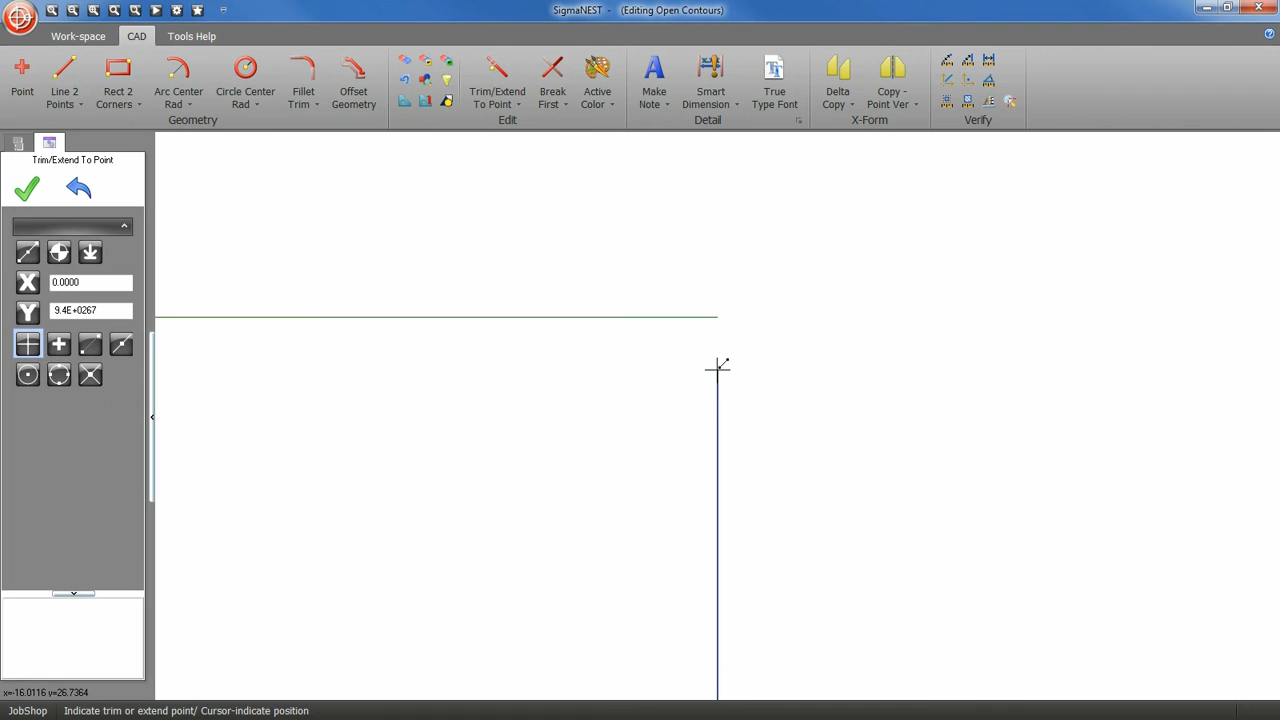 SigmaNEST - (Editing Open Contours)
Work-space CAD Tools Help
Point
Line 2
Points
Rect 2
Corners
Arc Center
Rad
Circle Center
Rad
Fillet
Trim
Offset
Geometry
Trim/Extend
To Point
Break
First
Active
Color
Make
Note
Smart
Dimension
True
Type Font
Delta
Copy
Copy -
Point Ver
Geometry Edit Detail X-Form Verify
Trim/Extend To Point
X 0.0000
Y 9.4E+0267
x=-16.0116 y=26.7364
JobShop Indicate trim or extend point/ Cursor-indicate position